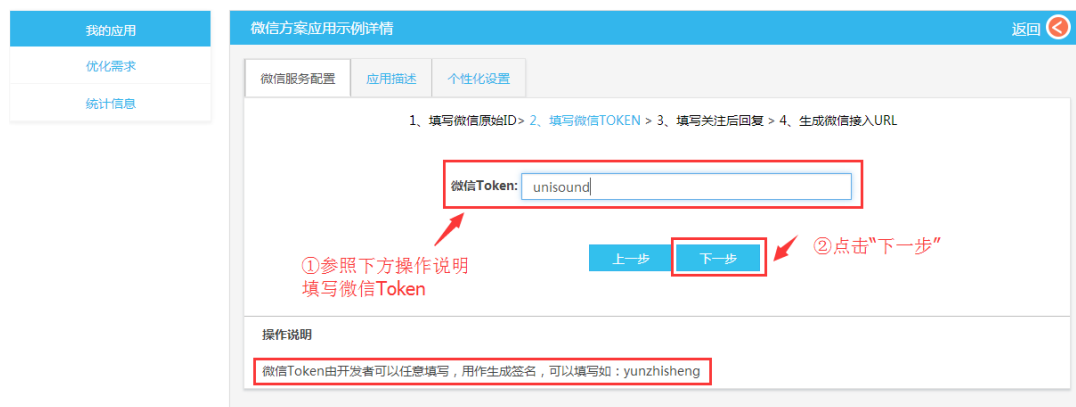 我的应用
优化需求
统计信息
微信方案应用示例详情
返回
微信服务配置 应用描述 个性化设置
1、填写微信原始ID> 2、填写微信TOKEN > 3、填写关注后回复 > 4、生成微信接入URL
微信Token: unisound
①参照下方操作说明
填写微信Token
上一步 下一步
②点击“下一步”
操作说明
微信Token由开发者可以任意填写，用作生成签名，可以填写如：yunzhisheng